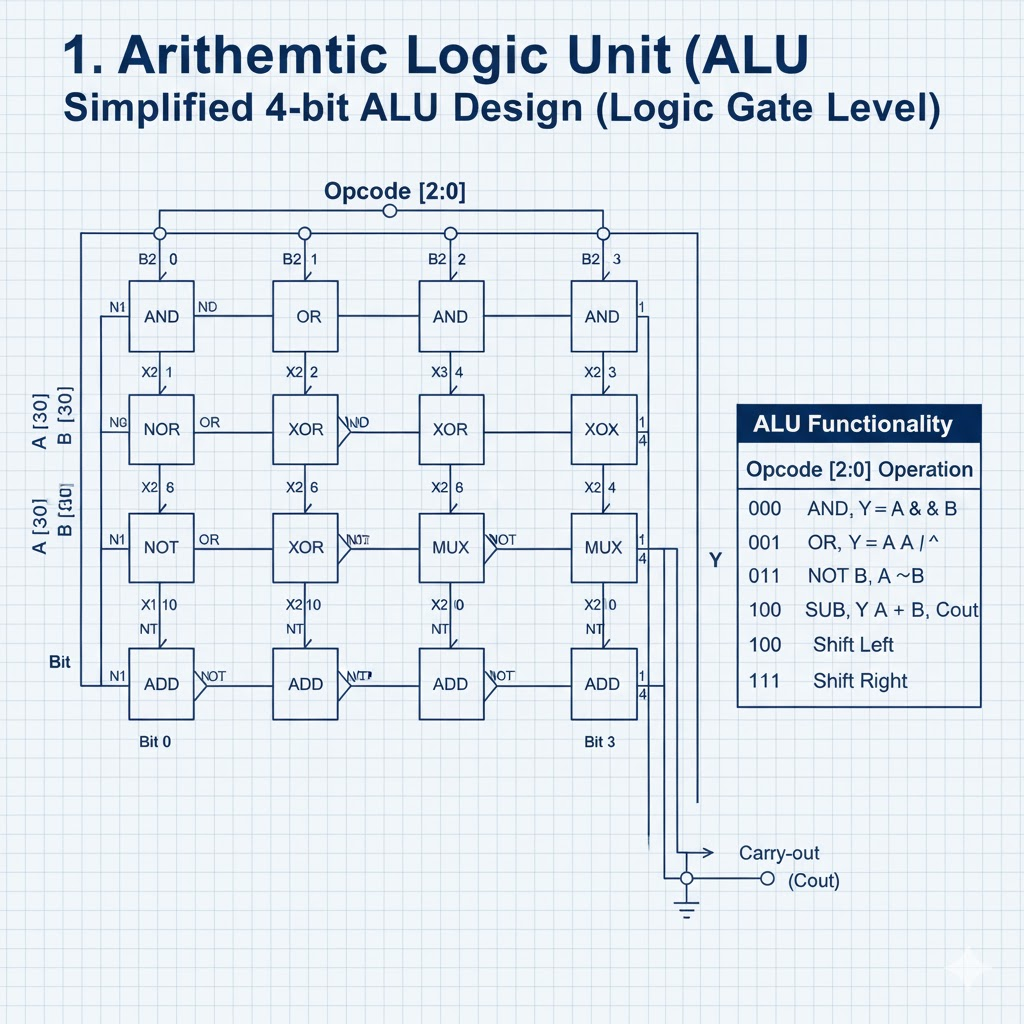 1. Arithemtic Logic Unit (ALU
Simplified 4-bit ALU Design (Logic Gate Level)
Opcode [2:0]
B2 0 B2 1 B2 2 B2 3
N1 AND ND OR AND AND 1
X2 1 X2 2 X3 4 X2 3
NOR OR XOR XOR XOX 1
4
X2 6 X2 6 X2 6 X2 4
N1 NOT OR XOR MUX NOT MUX 1
4
X1 10 X2 10 X2 0 X2 0
NT NT NT NT
N1 ADD NOT ADD ADD NOT ADD 1
4
Bit 0 Bit 3
A [30]
B [30]
A [30]
B
Bit
Y
ALU Functionality
Opcode [2:0] Operation
000 AND, Y = A & & B
001 OR, Y = A A / ^
011 NOT B, A ~B
100 SUB, Y A + B, Cout
100 Shift Left
111 Shift Right
Carry-out
(Cout)